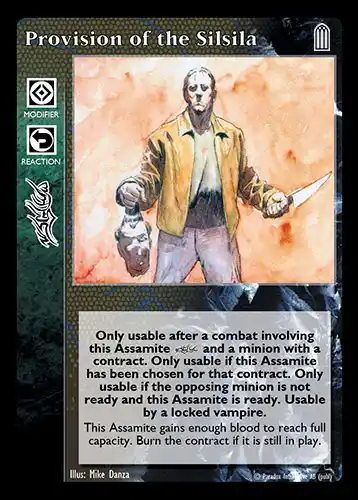 Provision of the Silsila
MODIFIER
REACTION
Only usable after a combat involving
this Assamite and a minion with a
contract. Only usable if this Assamite
has been chosen for that contract. Only
usable if the opposing minion is not
ready and this Assamite is ready. Usable
by a locked vampire.
This Assamite gains enough blood to reach full
capacity. Burn the contract if it is still in play.
Illus: Mike Danza
© Paradox Interactive AB (publ)